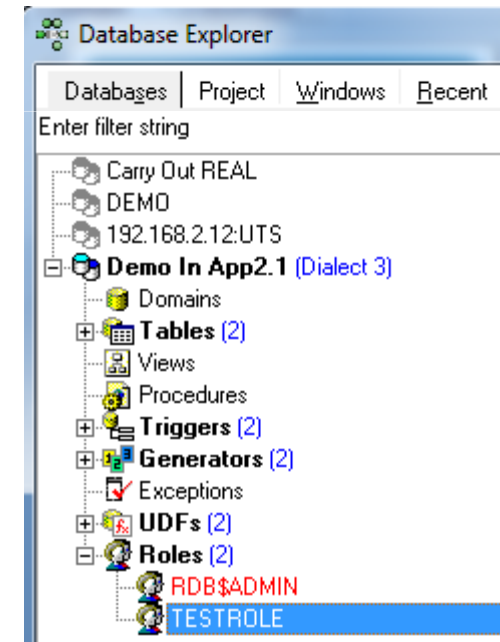 Database Explorer
Databases Project Windows Recent
Enter filter string
Carry Out REAL
DEMO
192.168.2.12:UTS
Demo In App2.1 (Dialect 3)
Domains
Tables (2)
Views
Procedures
Triggers (2)
Generators (2)
Exceptions
UDFs (2)
Roles (2)
RDB$ADMIN
TESTROLE